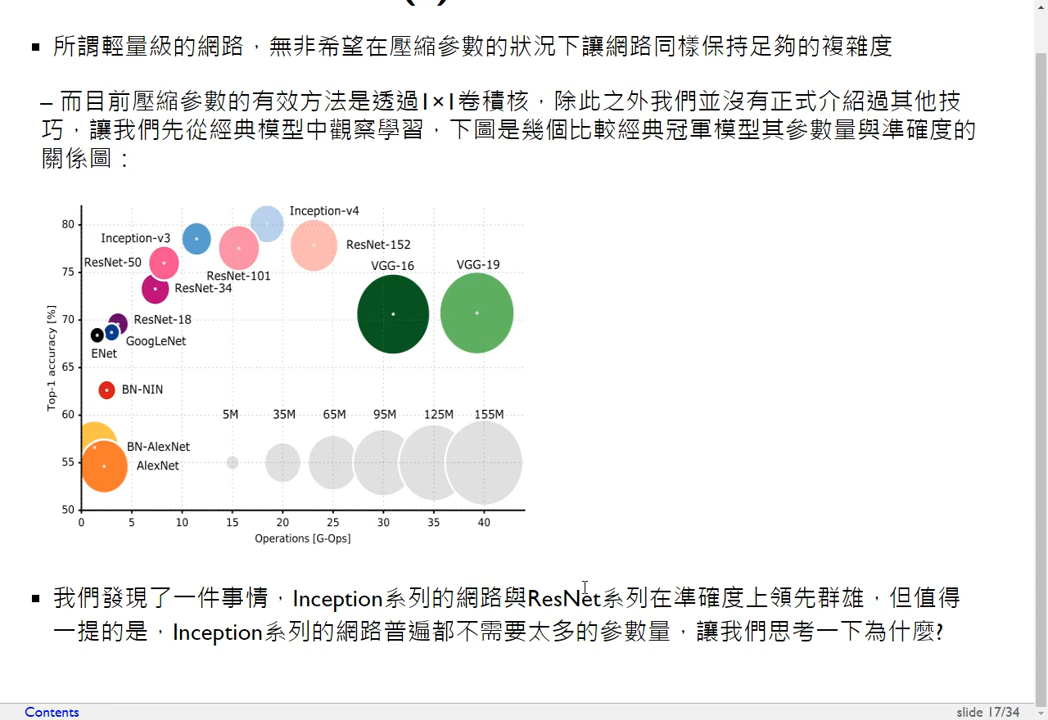 ▪ 所謂輕量級的網路，無非希望在壓縮參數的狀況下讓網路同樣保持足夠的複雜度
– 而目前壓縮參數的有效方法是透過1×1卷積核，除此之外我們並沒有正式介紹過其他技
巧，讓我們先從經典模型中觀察學習，下圖是幾個比較經典冠軍模型其參數量與準確度的
關係圖：
Inception-v4
80
Inception-v3
ResNet-152
ResNet-50
VGG-16
VGG-19
75
ResNet-101
ResNet-34
70
ResNet-18
GoogLeNet
ENet
Top-1 accuracy [%]
65
BN-NIN
60
5M 35M 65M 95M 125M 155M
BN-AlexNet
55
AlexNet
50
0 5 10 15 20 25 30 35 40
Operations [G-Ops]
▪ 我們發現了一件事情，Inception系列的網路與ResNet系列在準確度上領先群雄，但值得
一提的是，Inception系列的網路普遍都不需要太多的參數量，讓我們思考一下為什麼?
Contents
slide 17/34